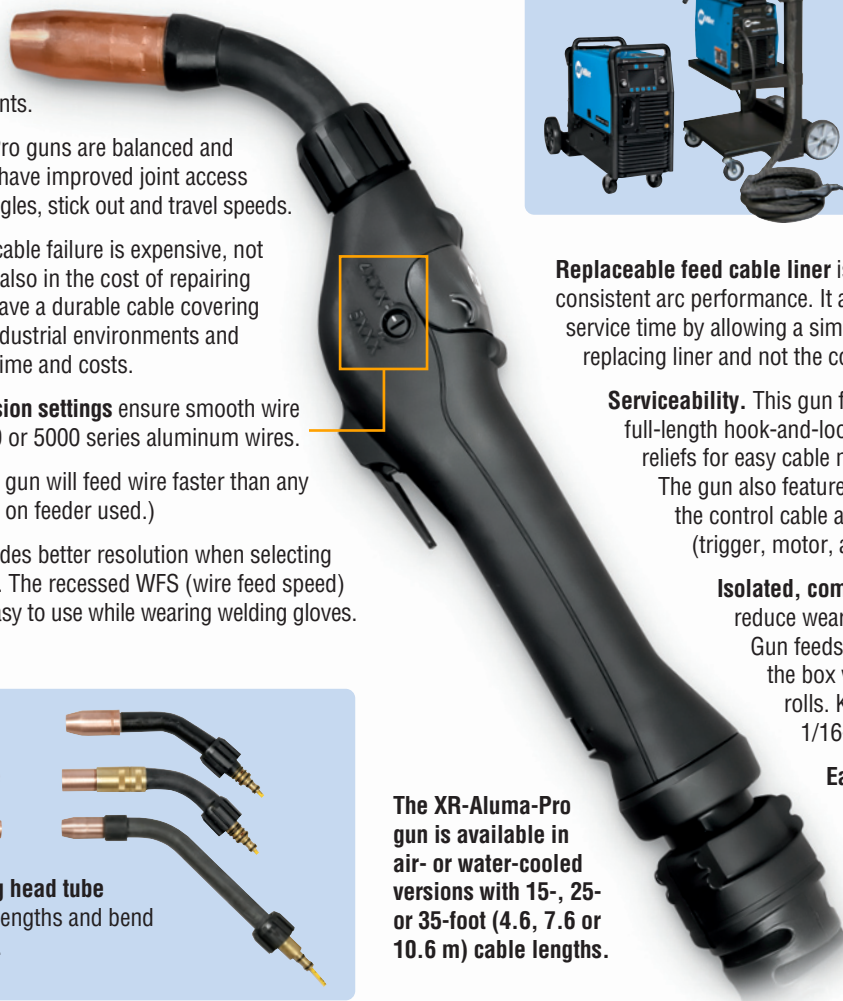 nts.
ro guns are balanced and
have improved joint access
gles, stick out and travel speeds.
cable failure is expensive, not
also in the cost of repairing
ave a durable cable covering
dustrial environments and
ime and costs.
sion settings ensure smooth wire
0 or 5000 series aluminum wires.
gun will feed wire faster than any
on feeder used.)
des better resolution when selecting
. The recessed WFS (wire feed speed)
asy to use while wearing welding gloves.
g head tube
engths and bend
4XXX
5XXX
The XR-Aluma-Pro
gun is available in
air- or water-cooled
versions with 15-, 25-
or 35-foot (4.6, 7.6 or
10.6 m) cable lengths.
Replaceable feed cable liner is
consistent arc performance. It a
service time by allowing a sim
replacing liner and not the co
Serviceability. This gun f
full-length hook-and-loo
reliefs for easy cable r
The gun also feature
the control cable a
(trigger, motor, a
Isolated, com
reduce wear
Gun feeds
the box
rolls. K
1/16
Ea